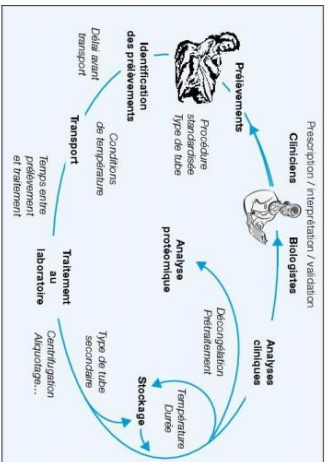 Prescription / interprétation / validation
Cliniciens
Biologistes
Prélèvements
Procédure
standardisée
Type de tube
Identification
des prélèvements
Délai avant
transport
Conditions
de température
Transport
Temps entre
prélèvement
et traitement
Traitement
au
laboratoire
Centrifugation
Aliquotage...
Type de tube
secondaire
Stockage
Température
Durée
Décongélation
Prétraitement
Analyse
protéomique
Analyses
cliniques